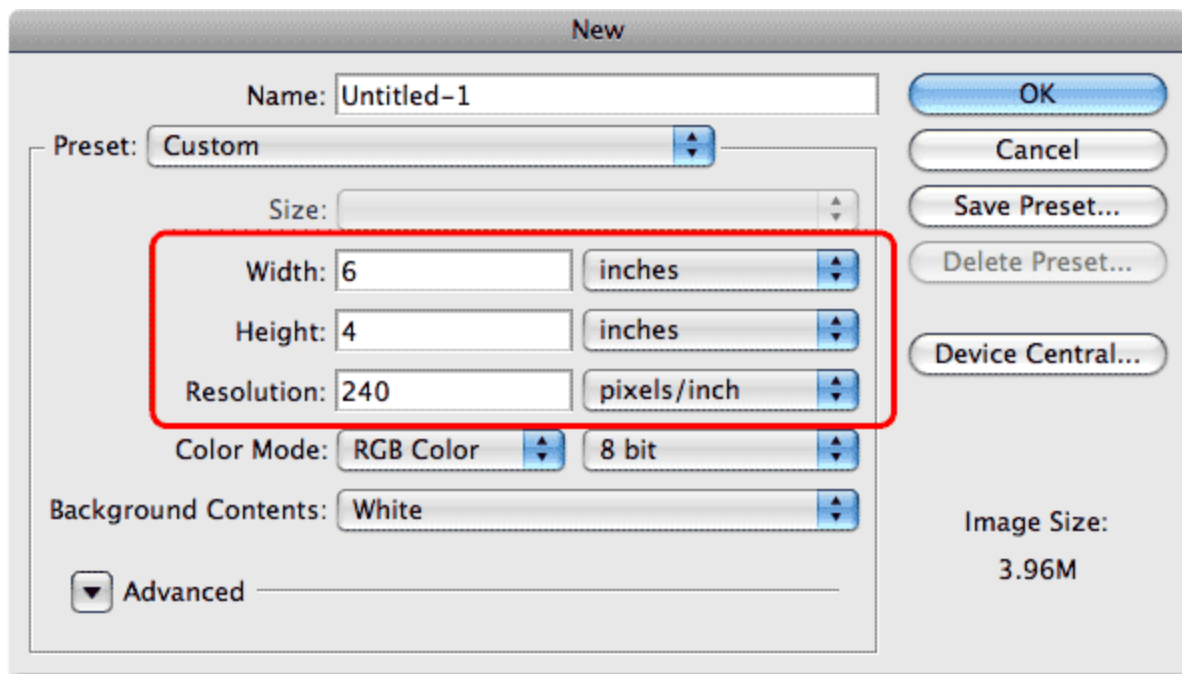 New
Name: Untitled-1
OK
Preset: Custom
Cancel
Size:
Save Preset...
Width: 6 inches
Delete Preset...
Height: 4 inches
Device Central...
Resolution: 240 pixels/inch
Color Mode: RGB Color 8 bit
Background Contents: White
Image Size:
3.96M
Advanced